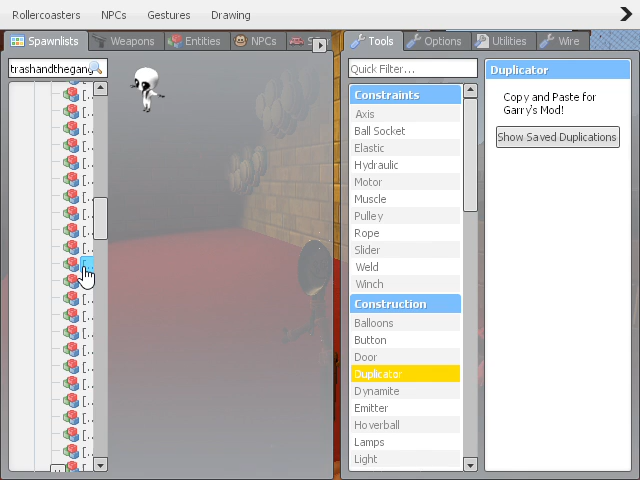 Rollercoasters NPCs Gestures Drawing
Spawnlists Weapons Entities NPCs
Tools Options Utilities Wire
trashandthegang
Quick Filter...
Constraints
Axis
Ball Socket
Elastic
Hydraulic
Motor
Muscle
Pulley
Rope
Slider
Weld
Winch
Construction
Balloons
Button
Door
Duplicator
Dynamite
Emitter
Hoverball
Lamps
Light
Duplicator
Copy and Paste for
Garry's Mod!
Show Saved Duplications